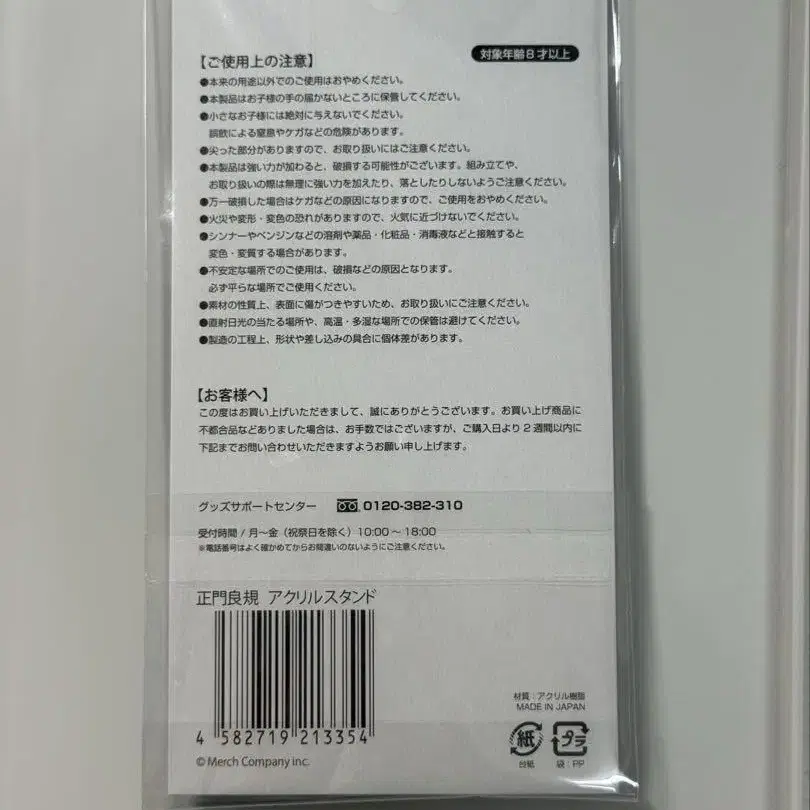 【ご使用上の注意】
対象年齢8才以上
●本来の用途以外でのご使用はおやめください。
●本製品はお子様の手の届かないところに保管してください。
●小さなお子様には絶対に与えないでください。
誤飲による窒息やケガなどの危険があります。
●尖った部分がありますので、お取り扱いにはご注意ください。
●本製品は強い力が加わると、破損する可能性がございます。組み立てや、
お取り扱いの際は無理に強い力を加えたり、落としたりしないようご注意ください。
●万一破損した場合はケガなどの原因になりますので、ご使用をおやめください。
●火災や変形・変色の恐れがありますので、火気に近づけないでください。
●シンナーやベンジンなどの溶剤や薬品・化粧品・消毒液などと接触すると
変色・変質する場合があります。
●不安定な場所でのご使用は、破損などの原因となります。
必ず平らな場所でご使用ください。
●素材の性質上、表面に傷がつきやすいため、お取り扱いにご注意ください。
●直射日光の当たる場所や、高温・多湿な場所での保管は避けてください。
●製造の工程上、形状や差し込みの具合に個体差があります。
【お客様へ】
この度はお買い上げいただきまして、誠にありがとうございます。お買い上げ商品に
不都合品などありました場合は、お手数ではございますが、ご購入日より2週間以内に
下記までお問い合わせいただきますようお願い申し上げます。
グッズサポートセンター 0120-382-310
受付時間 / 月〜金（祝祭日を除く）10:00〜18:00
※電話番号はよく確かめてからお間違いのないようにご注意ください。
正門良規 アクリルスタンド
4 582719 213354
© Merch Company inc.
材質：アクリル樹脂
MADE IN JAPAN
紙 プラ
台紙 袋：PP